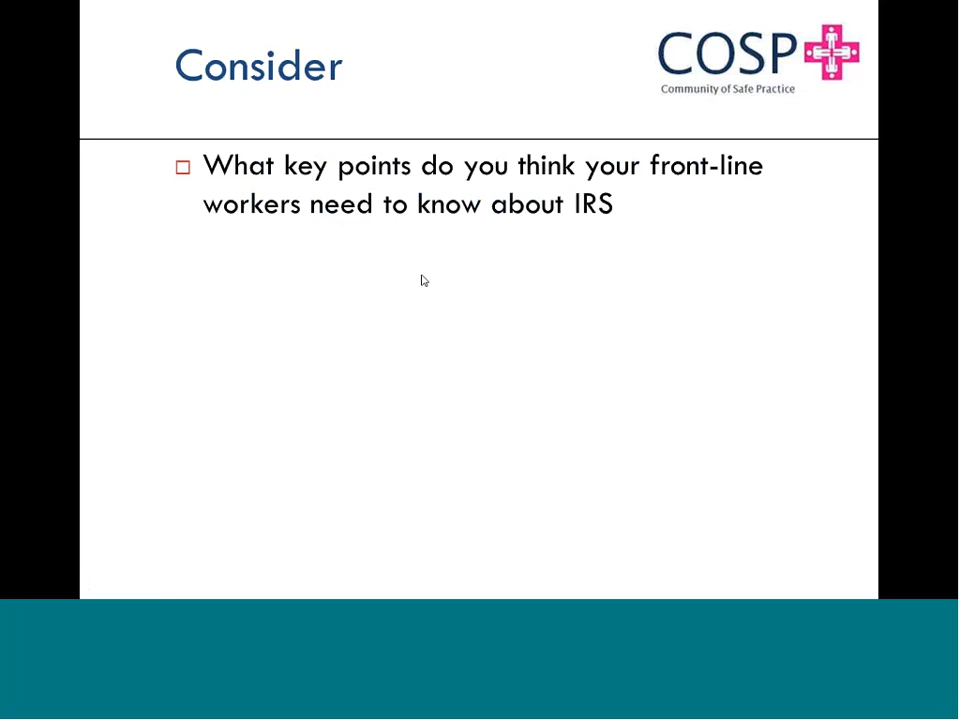 Consider
COSP
Community of Safe Practice
What key points do you think your front-line
workers need to know about IRS